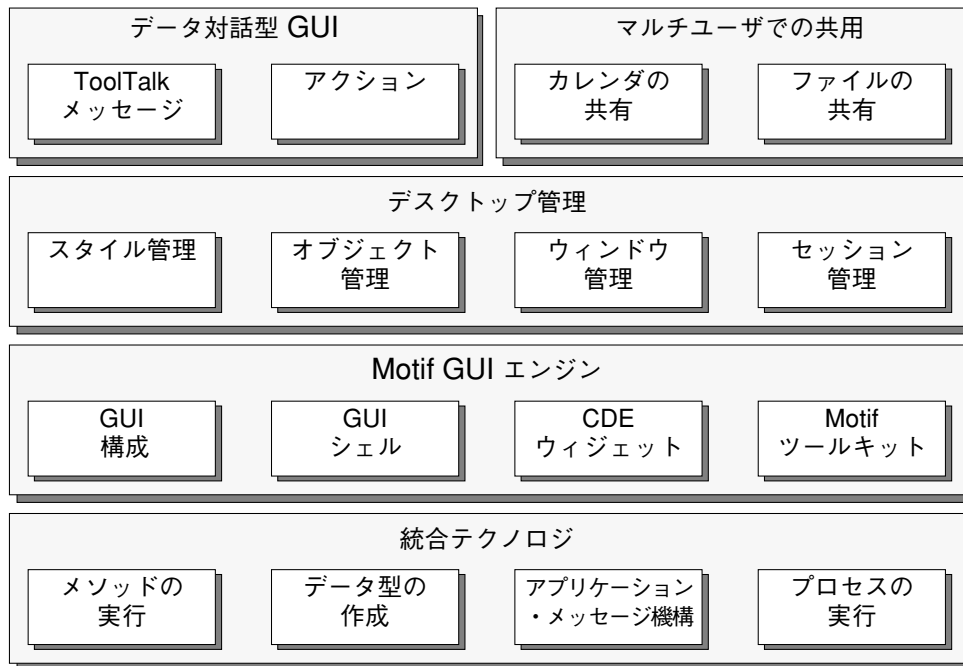 データ対話型 GUI
ToolTalk
メッセージ
アクション
マルチユーザでの共用
カレンダの
共有
ファイルの
共有
デスクトップ管理
スタイル管理
オブジェクト
管理
ウィンドウ
管理
セッション
管理
Motif GUI エンジン
GUI
構成
GUI
シェル
CDE
ウィジェット
Motif
ツールキット
統合テクノロジ
メソッドの
実行
データ型の
作成
アプリケーション
・メッセージ機構
プロセスの
実行